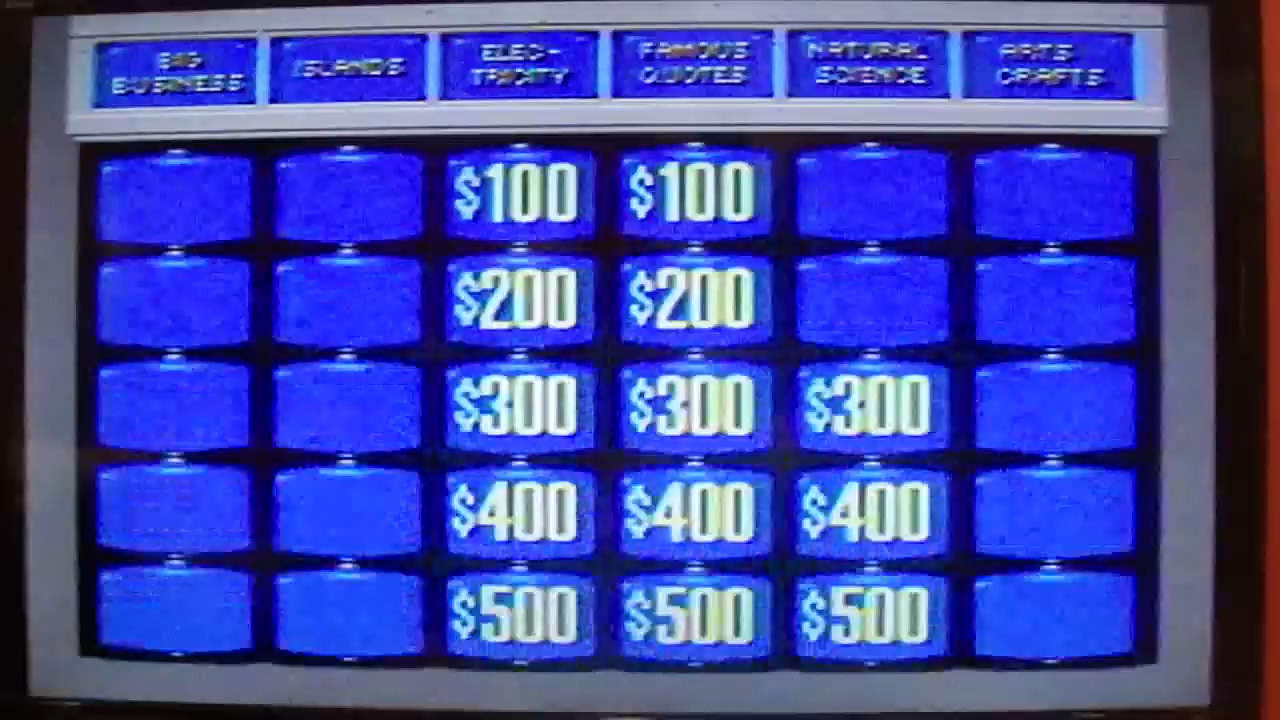 BIG
BUSINESS
ISLANDS
ELEC-
TRICITY
FAMOUS
QUOTES
NATURAL
SCIENCE
ARTS
CRAFTS
$100 $100
$200 $200
$300 $300 $300
$400 $400 $400
$500 $500 $500